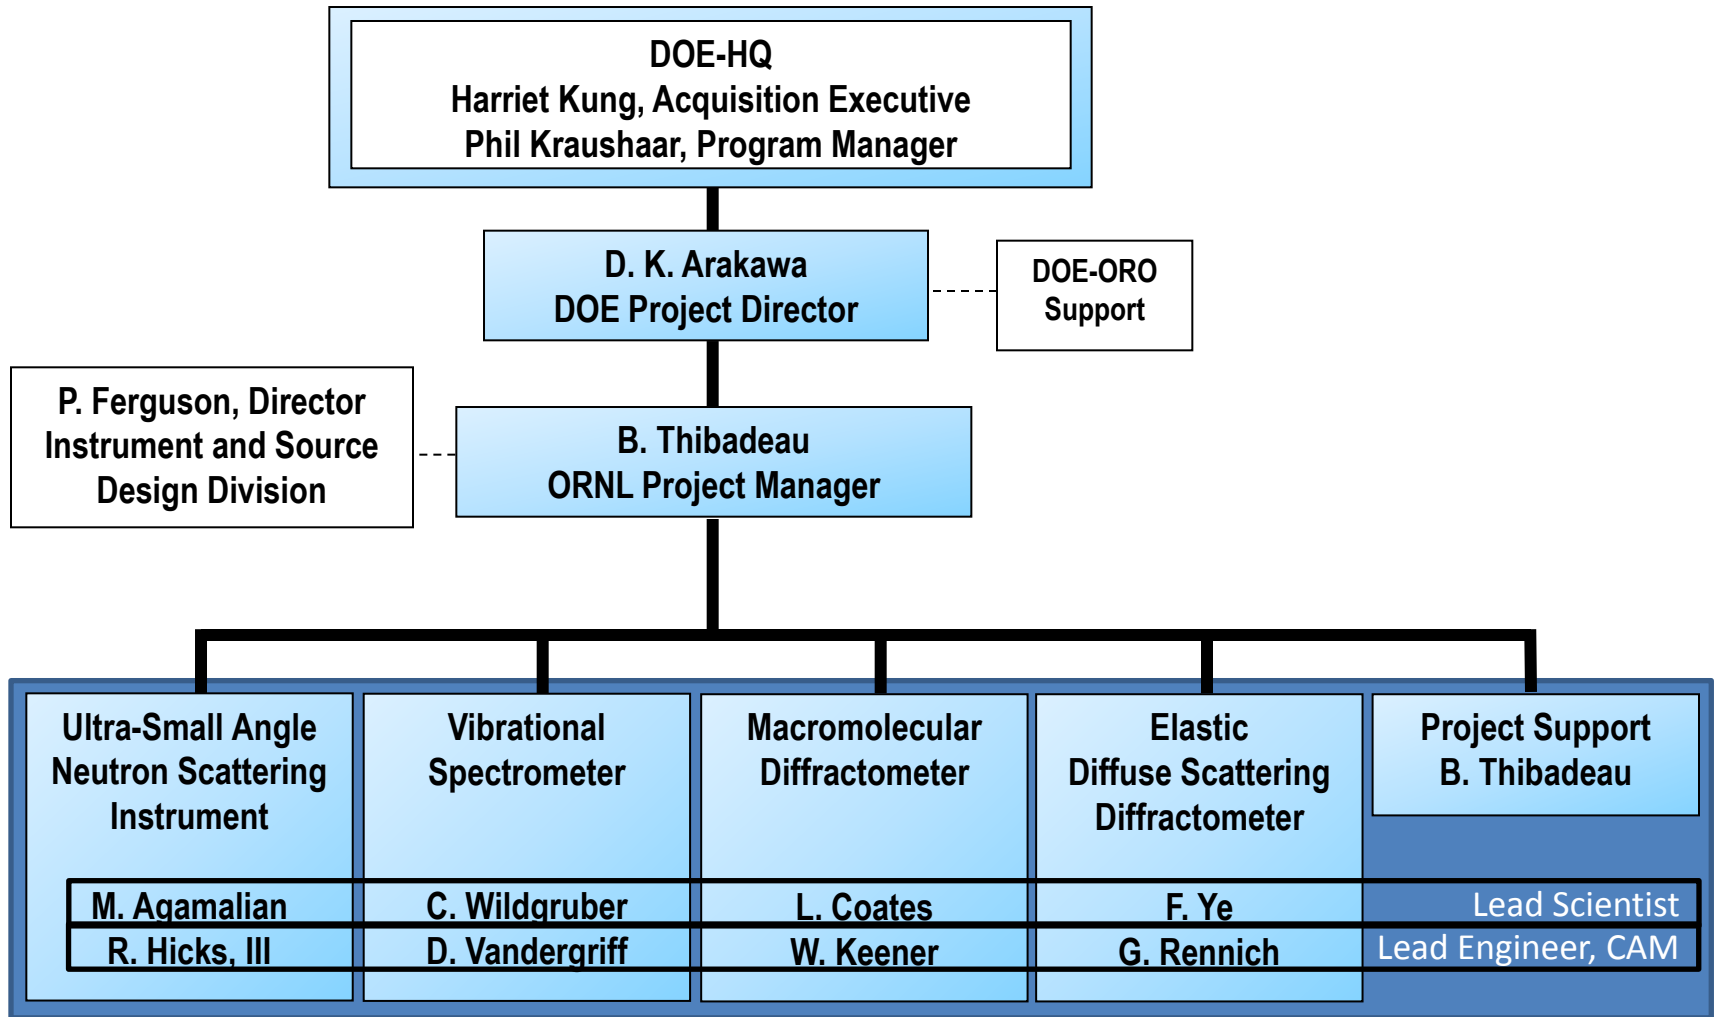 DOE-HQ
Harriet Kung, Acquisition Executive
Phil Kraushaar, Program Manager
D. K. Arakawa
DOE Project Director
DOE-ORO
Support
P. Ferguson, Director
Instrument and Source
Design Division
B. Thibadeau
ORNL Project Manager
Ultra-Small Angle
Neutron Scattering
Instrument
Vibrational
Spectrometer
Macromolecular
Diffractometer
Elastic
Diffuse Scattering
Diffractometer
Project Support
B. Thibadeau
M. Agamalian
C. Wildgruber
L. Coates
F. Ye
Lead Scientist
R. Hicks, III
D. Vandergriff
W. Keener
G. Rennich
Lead Engineer, CAM